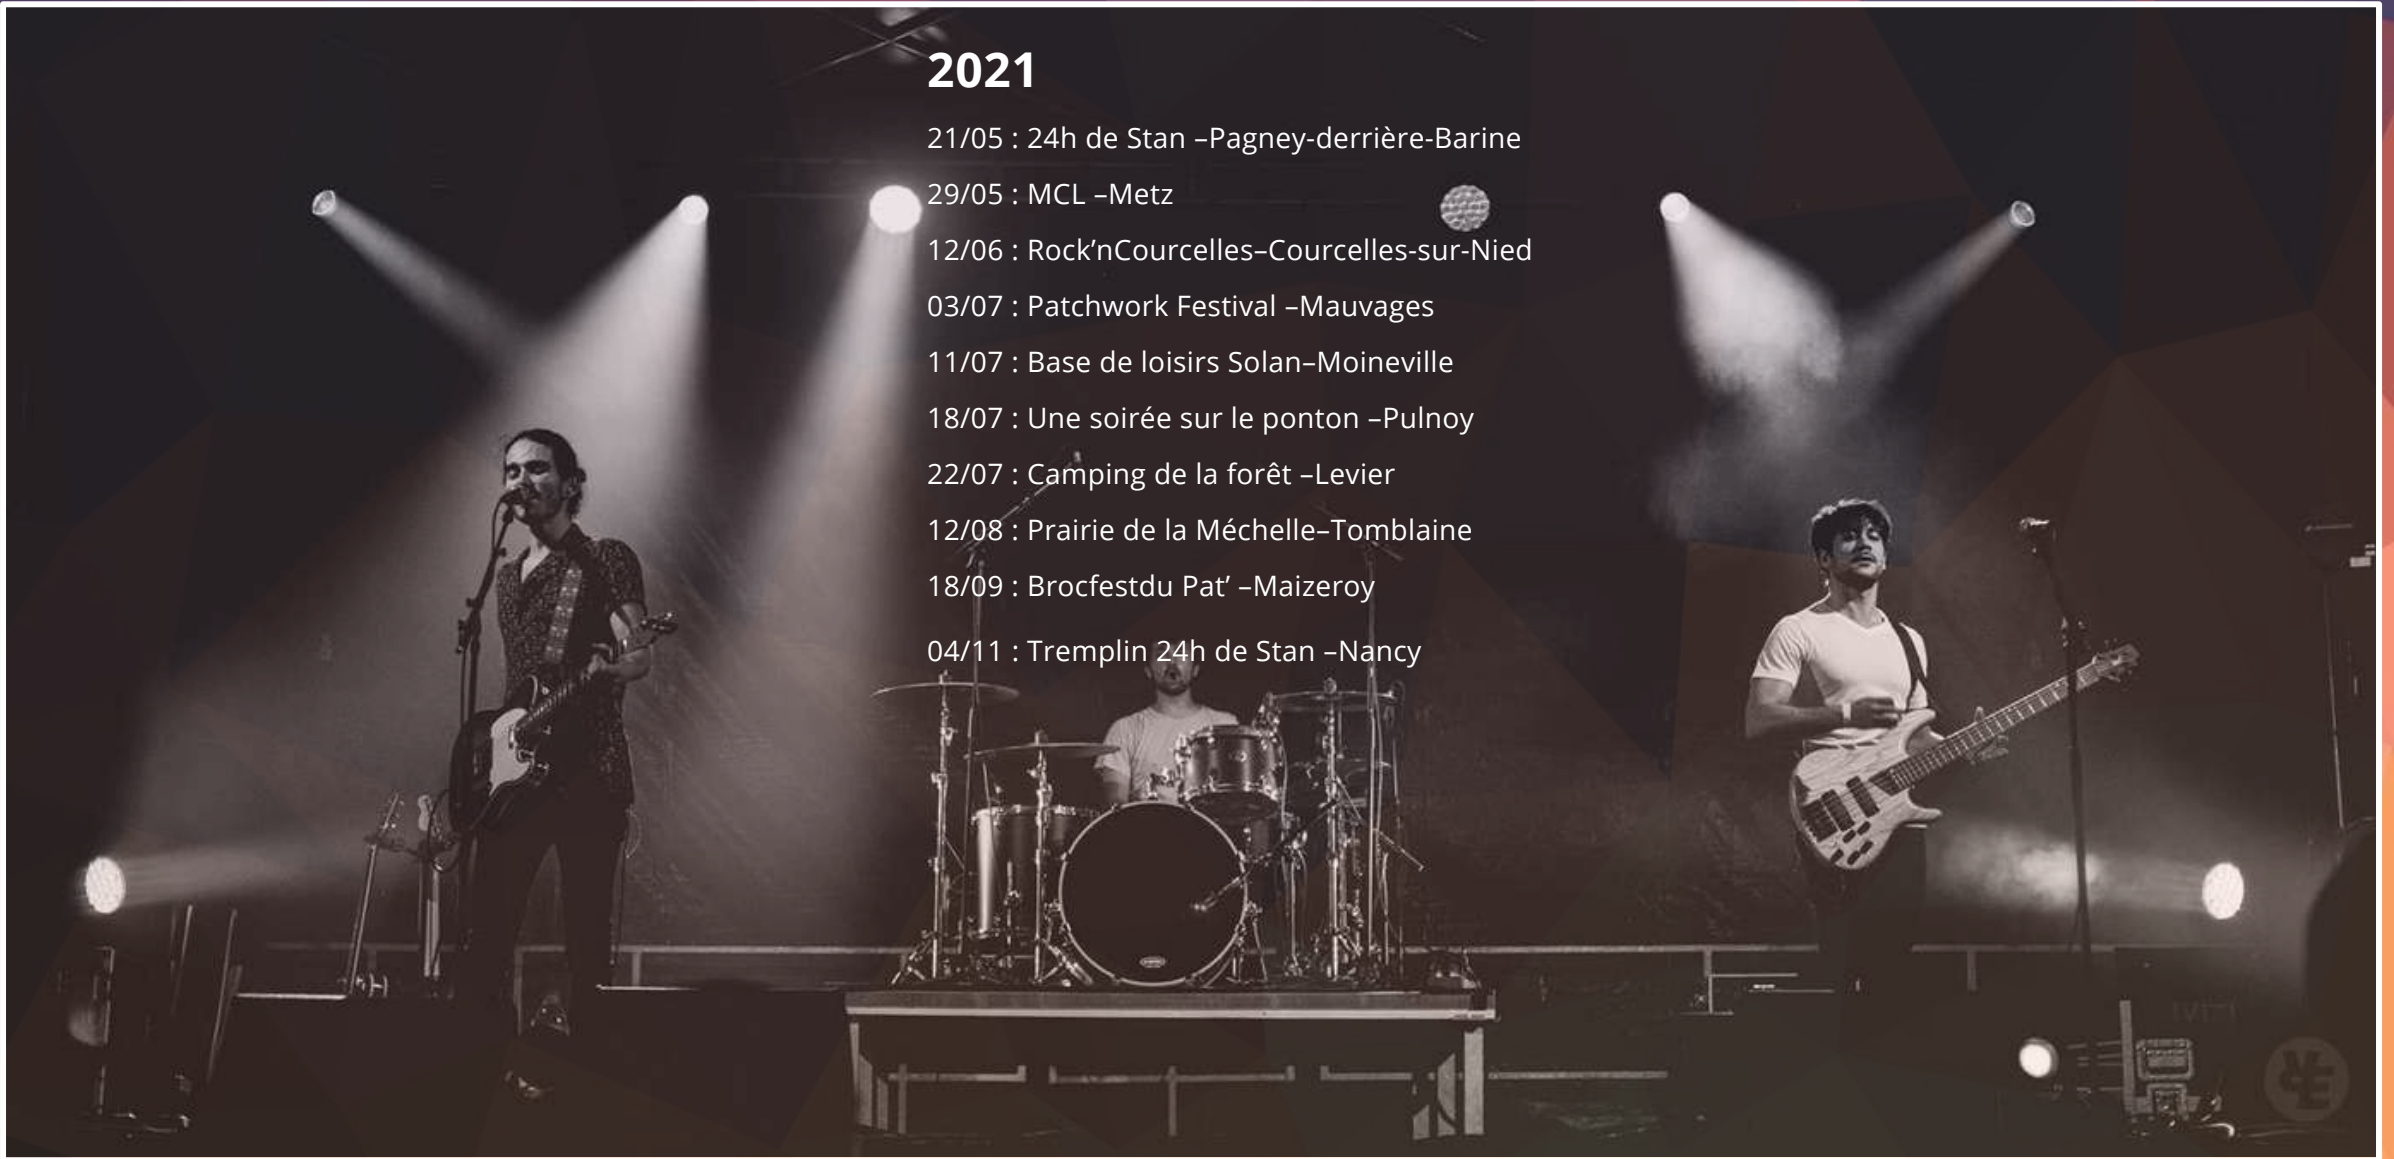 2021
21/05 : 24h de Stan –Pagney-derrière-Barine
29/05 : MCL –Metz
12/06 : Rock’nCourcelles–Courcelles-sur-Nied
03/07 : Patchwork Festival –Mauvages
11/07 : Base de loisirs Solan–Moineville
18/07 : Une soirée sur le ponton –Pulnoy
22/07 : Camping de la forêt –Levier
12/08 : Prairie de la Méchelle–Tomblaine
18/09 : Brocfestdu Pat’ –Maizeroy
04/11 : Tremplin 24h de Stan –Nancy